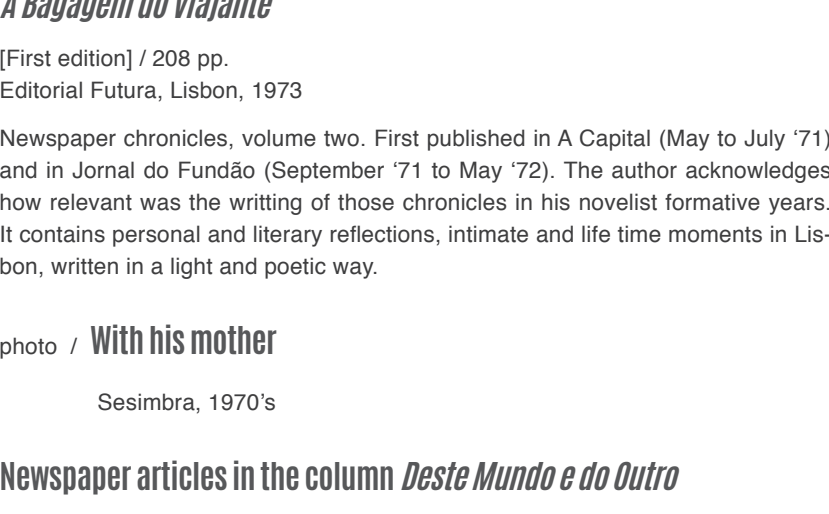 A Bagagem do Viajante
[First edition] / 208 pp.
Editorial Futura, Lisbon, 1973
Newspaper chronicles, volume two. First published in A Capital (May to July ‘71)
and in Jornal do Fundão (September ‘71 to May ‘72). The author acknowledges
how relevant was the writting of those chronicles in his novelist formative years.
It contains personal and literary reflections, intimate and life time moments in Lis-
bon, written in a light and poetic way.
photo / With his mother
Sesimbra, 1970’s
Newspaper articles in the column Deste Mundo e do Outro